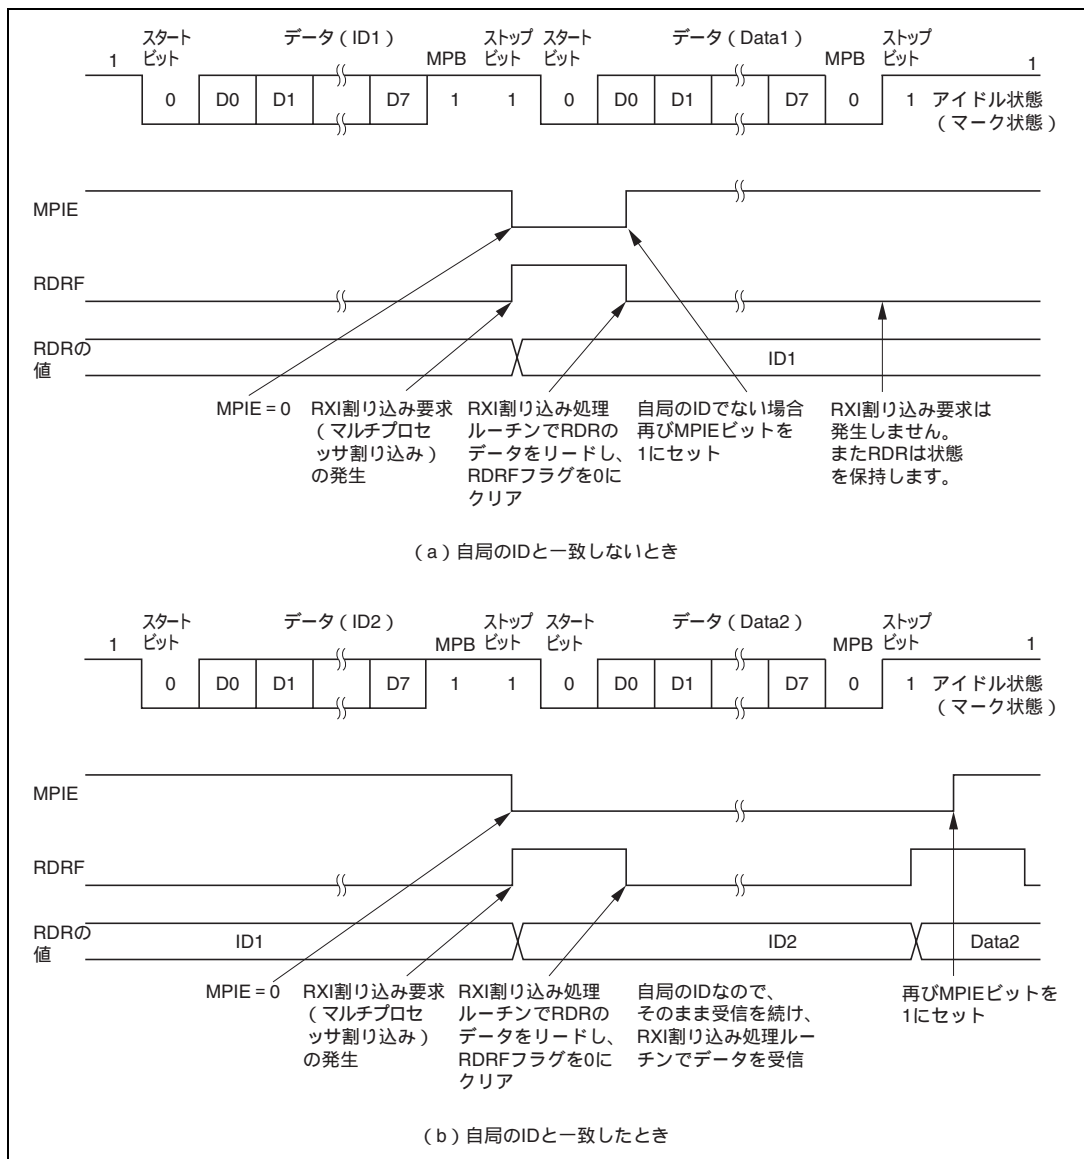 スタート データ（ID1） ストップ スタート データ（Data1） ストップ
1 ビット MPB ビット ビット MPB ビット 1
0 D0 D1 D7 1 1 0 D0 D1 D7 0 1 アイドル状態
（マーク状態）
MPIE
RDRF
RDRの
値
ID1
MPIE = 0
RXI割り込み要求
（マルチプロセ
ッサ割り込み）
の発生
RXI割り込み処理
ルーチンでRDRの
データをリードし、
RDRFフラグを0に
クリア
自局のIDでない場合
再びMPIEビットを
1にセット
RXI割り込み要求は
発生しません。
またRDRは状態
を保持します。
（a）自局のIDと一致しないとき
スタート データ（ID2） ストップ スタート データ（Data2） ストップ
1 ビット MPB ビット ビット MPB ビット 1
0 D0 D1 D7 1 1 0 D0 D1 D7 0 1 アイドル状態
（マーク状態）
MPIE
RDRF
RDRの
値
ID1 ID2 Data2
MPIE = 0
RXI割り込み要求
（マルチプロセ
ッサ割り込み）
の発生
RXI割り込み処理
ルーチンでRDRの
データをリードし、
RDRFフラグを0に
クリア
自局のIDなので、
そのまま受信を続け、
RXI割り込み処理ルー
チンでデータを受信
再びMPIEビットを
1にセット
（b）自局のIDと一致したとき